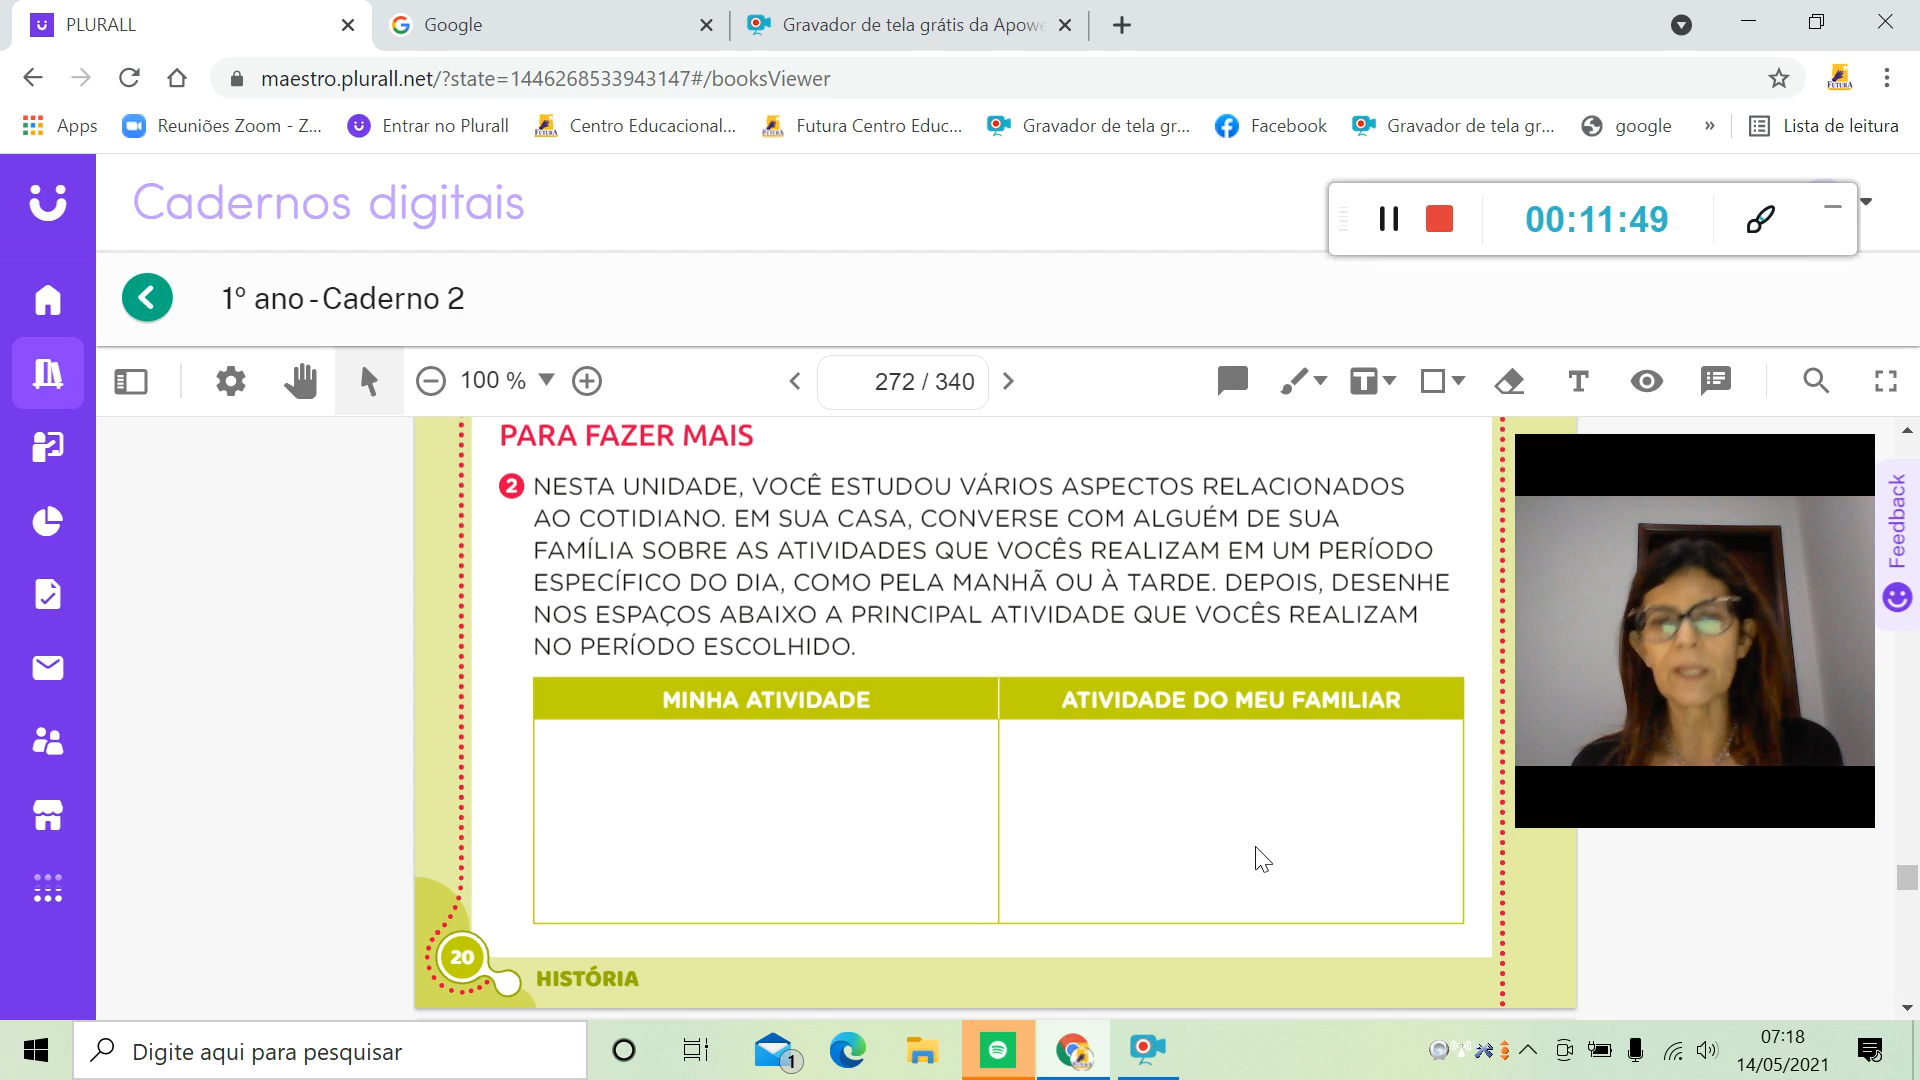 PLURALL
Google
Gravador de tela grátis da Apowe
maestro.plurall.net/?state=1446268533943147#/booksViewer
FUTURA
Apps
Reuniões Zoom - Z...
Entrar no Plurall
Centro Educacional...
Futura Centro Educ...
Gravador de tela gr...
Facebook
Gravador de tela gr...
google
»
Lista de leitura
Cadernos digitais
00:11:49
1º ano - Caderno 2
100 %
272 / 340
PARA FAZER MAIS
2 NESTA UNIDADE, VOCÊ ESTUDOU VÁRIOS ASPECTOS RELACIONADOS
AO COTIDIANO. EM SUA CASA, CONVERSE COM ALGUÉM DE SUA
FAMÍLIA SOBRE AS ATIVIDADES QUE VOCÊS REALIZAM EM UM PERÍODO
ESPECÍFICO DO DIA, COMO PELA MANHÃ OU À TARDE. DEPOIS, DESENHE
NOS ESPAÇOS ABAIXO A PRINCIPAL ATIVIDADE QUE VOCÊS REALIZAM
NO PERÍODO ESCOLHIDO.
MINHA ATIVIDADE
ATIVIDADE DO MEU FAMILIAR
20
HISTÓRIA
Feedback
Digite aqui para pesquisar
1
07:18
14/05/2021